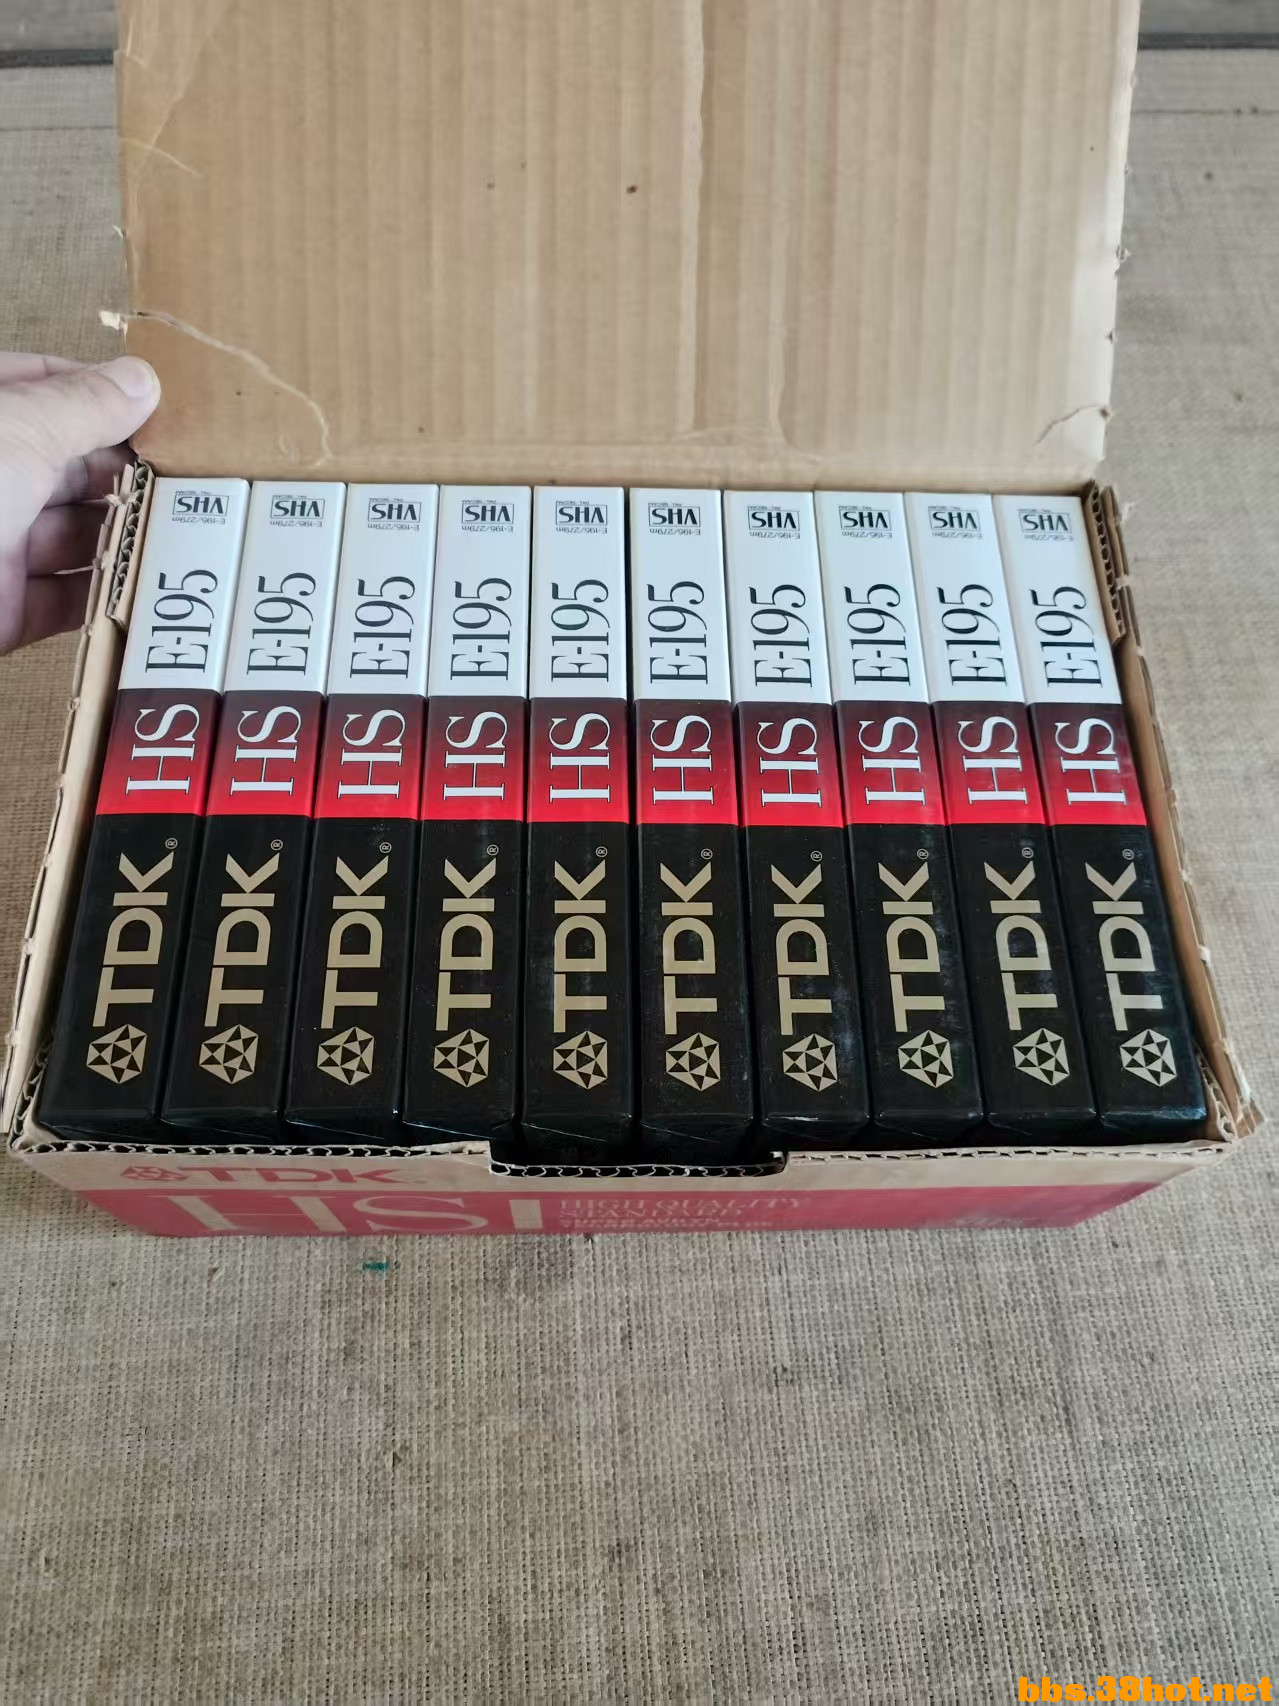 VHS VHS VHS VHS VHS VHS VHS VHS VHS VHS
E-195 E-195 E-195 E-195 E-195 E-195 E-195 E-195 E-195 E-195
HS HS HS HS HS HS HS HS HS HS
TDK® TDK® TDK® TDK® TDK® TDK® TDK® TDK® TDK® TDK®
TDK
HS
HIGH QUALITY
STANDARD
bbs.38hot.net